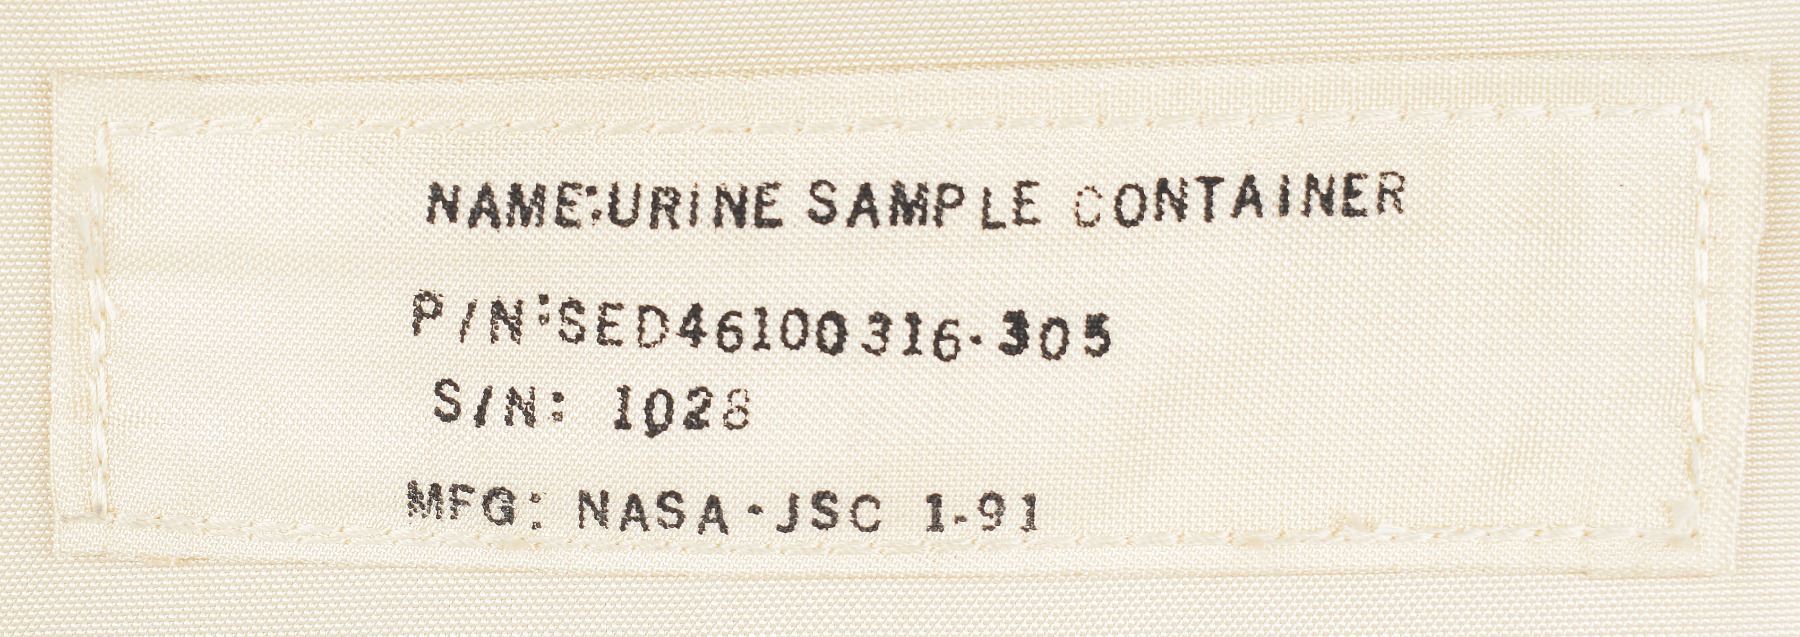 NAME:URINE SAMPLE CONTAINER
P/N:SED46100316-305
S/N: 1028
MFG: NASA-JSC 1-91